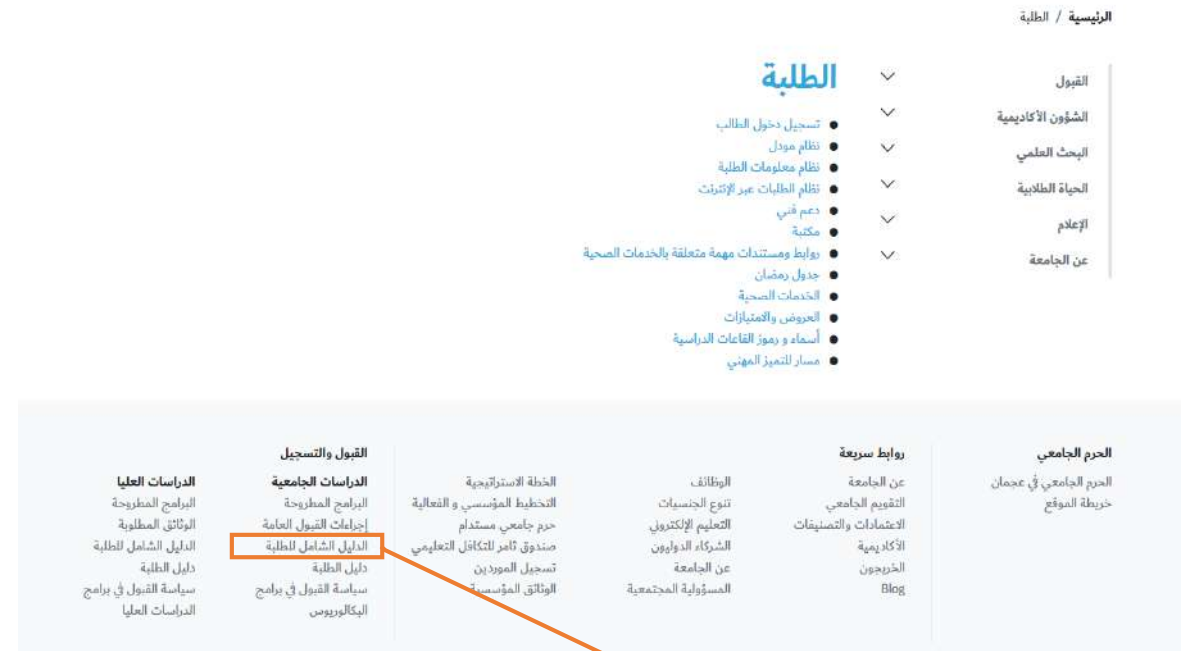 الرئيسية / الطلبة
القبول
الشؤون الأكاديمية
البحث العلمي
الحياة الطلابية
الإعلام
عن الجامعة
الطلبة
تسجيل دخول الطالب
نظام مودل
نظام معلومات الطلبة
نظام الطلبات عبر الإنترنت
دعم فني
مكتبة
روابط ومستندات مهمة متعلقة بالخدمات الصحية
جدول رمضان
الخدمات الصحية
العروض والامتيازات
أسماء و رموز القاعات الدراسية
مسار للتميز المهني
الحرم الجامعي
الحرم الجامعي في عجمان
خريطة الموقع
روابط سريعة
عن الجامعة
التقويم الجامعي
الاعتمادات والتصنيفات
الأكاديمية
الخريجون
Blog
الوظائف
تنوع الجنسيات
التعليم الإلكتروني
الشركاء الدوليون
عن الجامعة
المسؤولية المجتمعية
الخطة الاستراتيجية
التخطيط المؤسسي و الفعالية
حرم جامعي مستدام
صندوق ثامر للتكافل التعليمي
تسجيل الموردين
الوثائق المؤسسية
القبول والتسجيل
الدراسات الجامعية
البرامج المطروحة
إجراءات القبول العامة
الدليل الشامل للطلبة
دليل الطلبة
سياسة القبول في برامج
البكالوريوس
الدراسات العليا
البرامج المطروحة
الوثائق المطلوبة
الدليل الشامل للطلبة
دليل الطلبة
سياسة القبول في برامج
الدراسات العليا